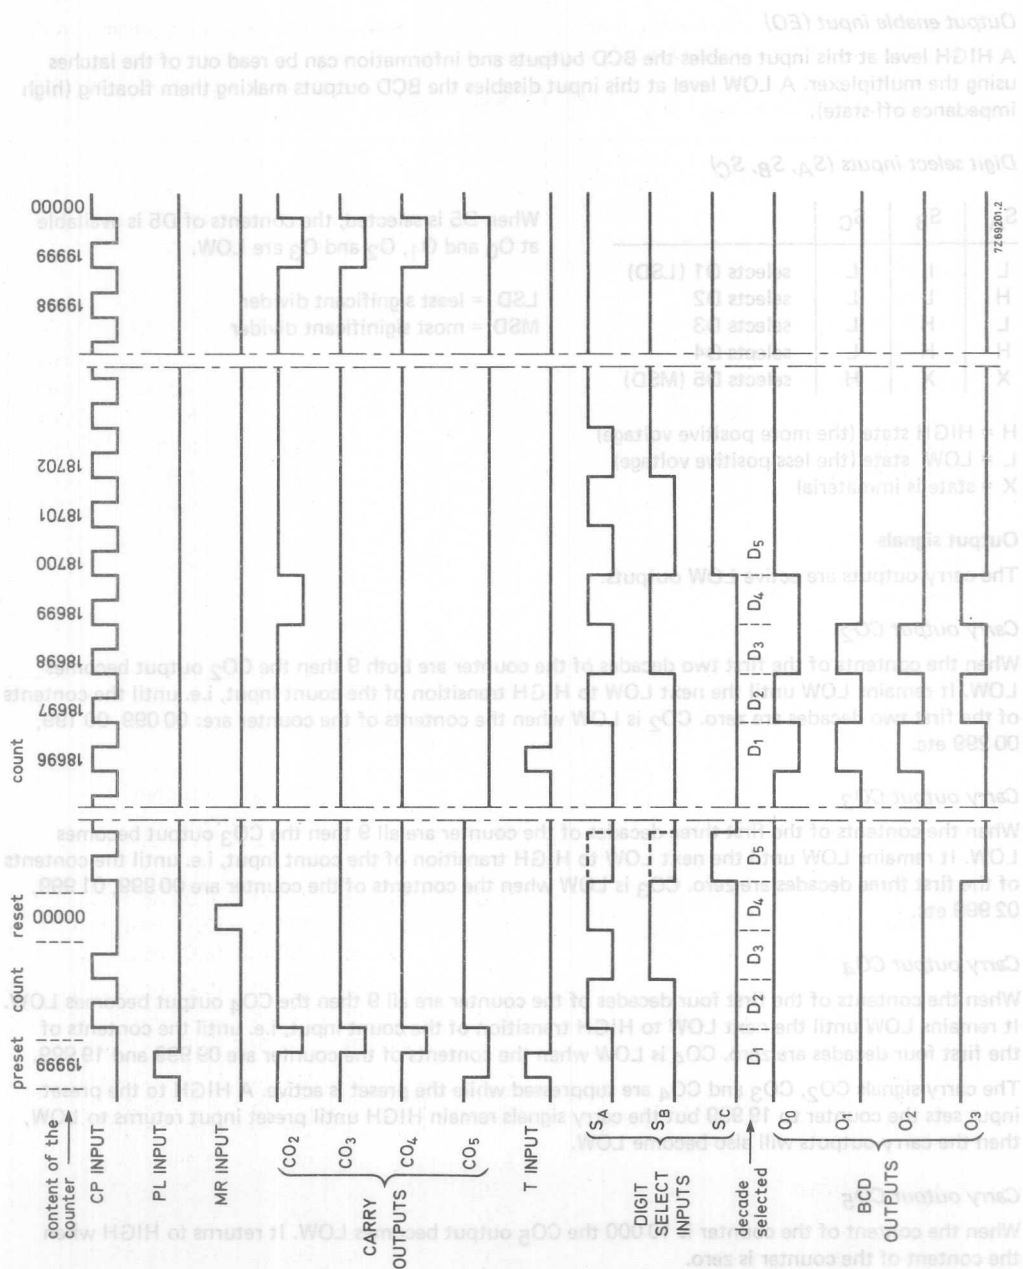 content of the
counter
preset
count
reset
count
19999
00000
18696
18697
18698
18699
18700
18701
18702
19998
19999
00000
CP INPUT
PL INPUT
MR INPUT
CARRY
OUTPUTS
CO2
CO3
CO4
CO5
T INPUT
DIGIT
SELECT
INPUTS
SA
SB
SC
decade
selected
D1 D2 D3 D4 D5
D1 D2 D3 D4 D5
BCD
OUTPUTS
O0
O1
O2
O3
7Z69201.2
Output enable input (EO)
A HIGH level at this input enables the BCD outputs and information can be read out of the latches
using the multiplexer. A LOW level at this input disables the BCD outputs making them floating (high
impedance off-state).
Digit select inputs (SA, SB, SC)
SA SB SC
L L L selects D1 (LSD)
H L L selects D2
L H L selects D3
H H L selects D4
X X H selects D5 (MSD)
When D5 is selected, the contents of D5 is available
at O0 and O1, O2 and O3 are LOW.
LSD = least significant divider
MSD = most siginificant divider
H = HIGH state (the more positive voltage)
L = LOW state (the less positive voltage)
X = state is immaterial
Output signals
The carry outputs are active LOW outputs.
Carry output CO2
When the contents of the first two decades of the counter are both 9 then the CO2 output becomes
LOW. It remains LOW until the next LOW to HIGH transition of the count input, i.e. until the contents
of the first two decades are zero. CO2 is LOW when the contents of the counter are: 00 099, 00 199,
00 299 etc.
Carry output CO3
When the contents of the first three decades of the counter are all 9 then the CO3 output becomes
LOW. It remains LOW until the next LOW to HIGH transition of the count input, i.e. until the contents
of the first three decades are zero. CO3 is LOW when the contents of the counter are 00 999, 01 999,
02 999 etc.
Carry output CO4
When the contents of the first four decades of the counter are all 9 then the CO4 output becomes LOW.
It remains LOW until the next LOW to HIGH transition of the count input, i.e. until the contents of
the first four decades are zero. CO4 is LOW when the contents of the counter are 09 999 and 19 999.
The carry signals CO2, CO3 and CO4 are suppressed while the preset is active. A HIGH to the preset
input sets the counter to 19 999 but the carry signals remain HIGH until preset input returns to LOW,
then the carry outputs will also become LOW.
Carry output CO5
When the content of the counter is 10 000 the CO5 output becomes LOW. It returns to HIGH when
the content of the counter is zero.